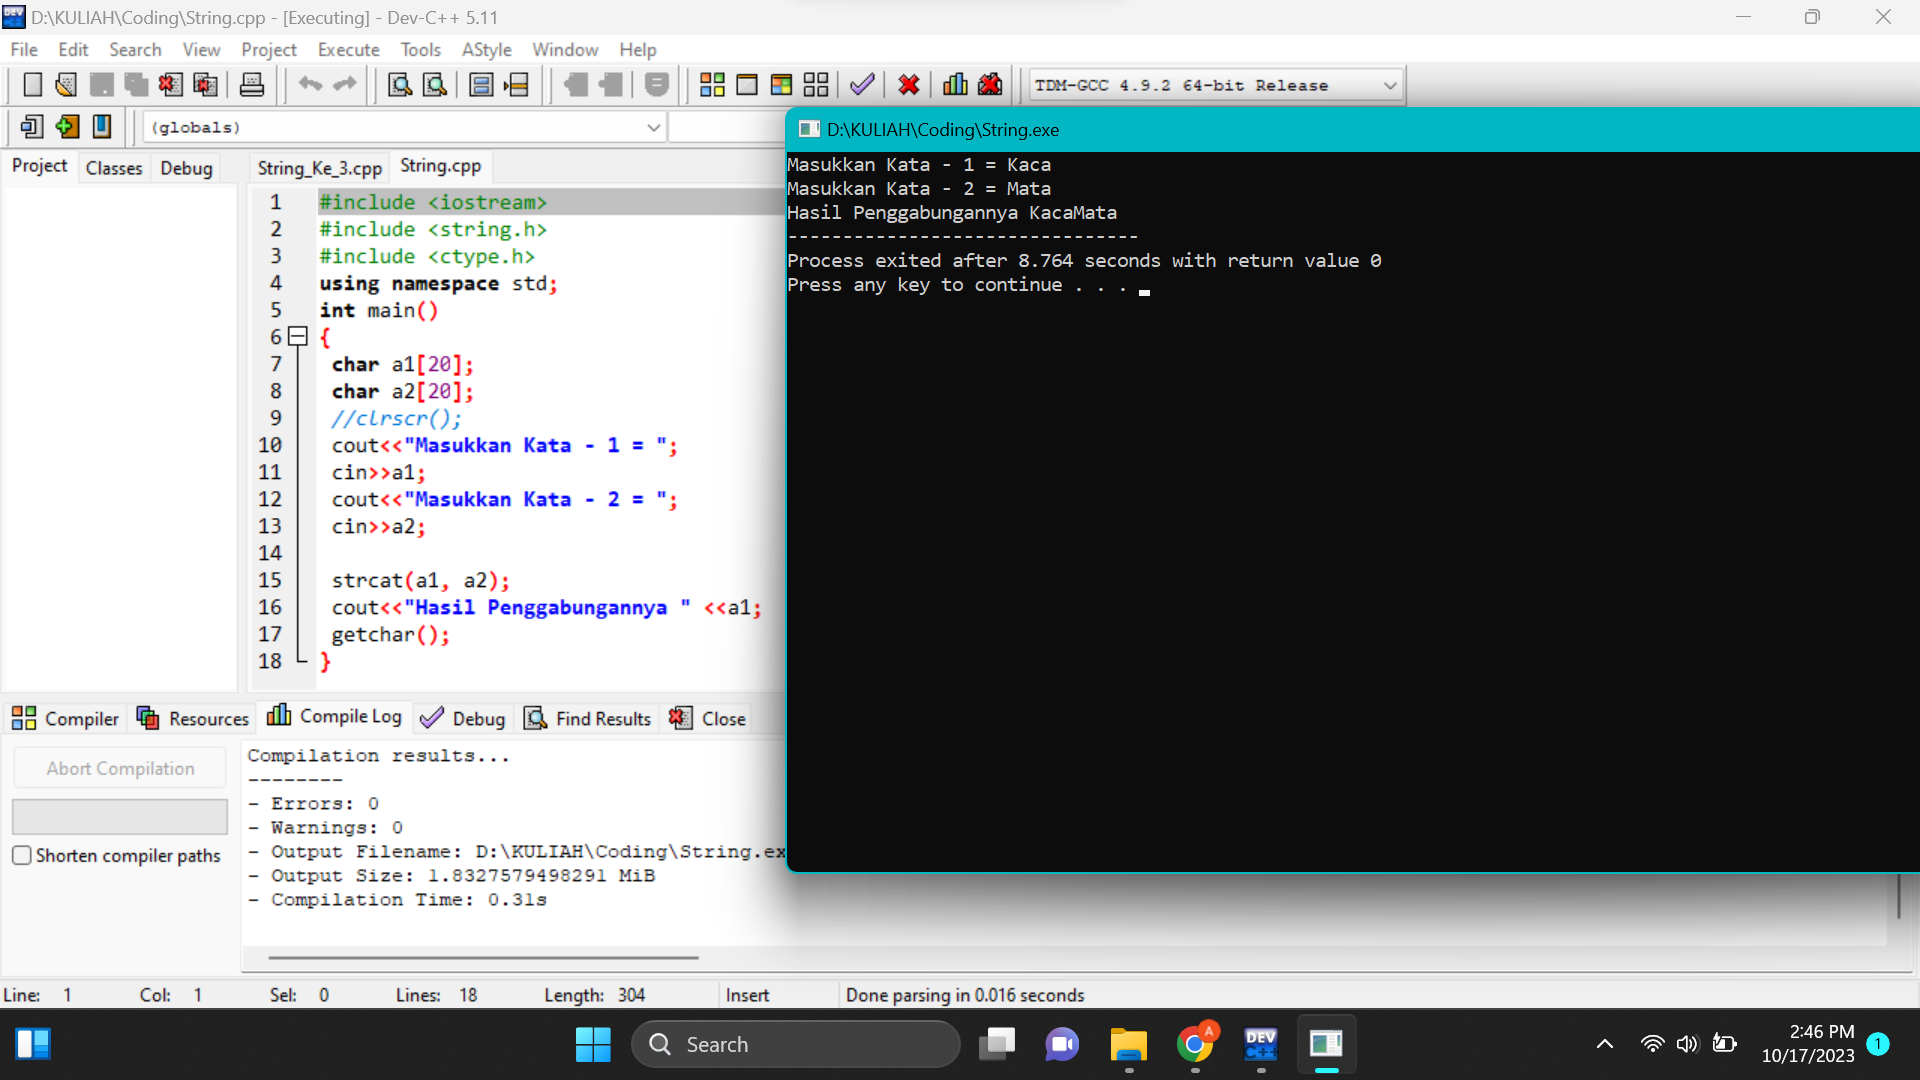 D:\KULIAH\Coding\String.cpp - [Executing] - Dev-C++ 5.11
File Edit Search View Project Execute Tools AStyle Window Help
TDM-GCC 4.9.2 64-bit Release
(globals)
Project Classes Debug
String_Ke_3.cpp String.cpp
1 #include <iostream>
2 #include <string.h>
3 #include <ctype.h>
4 using namespace std;
5 int main()
6 {
7 char a1[20];
8 char a2[20];
9 //clrscr();
10 cout<<"Masukkan Kata - 1 = ";
11 cin>>a1;
12 cout<<"Masukkan Kata - 2 = ";
13 cin>>a2;
14
15 strcat(a1, a2);
16 cout<<"Hasil Penggabungannya " <<a1;
17 getchar();
18 }
D:\KULIAH\Coding\String.exe
Masukkan Kata - 1 = Kaca
Masukkan Kata - 2 = Mata
Hasil Penggabungannya KacaMata
--------------------------------
Process exited after 8.764 seconds with return value 0
Press any key to continue . . .
Compiler Resources Compile Log Debug Find Results Close
Abort Compilation
Shorten compiler paths
Compilation results...
--------
- Errors: 0
- Warnings: 0
- Output Filename: D:\KULIAH\Coding\String.ex
- Output Size: 1.8327579498291 MiB
- Compilation Time: 0.31s
Line: 1 Col: 1 Sel: 0 Lines: 18 Length: 304 Insert Done parsing in 0.016 seconds
Search
A
DEV C++
2:46 PM
10/17/2023
1